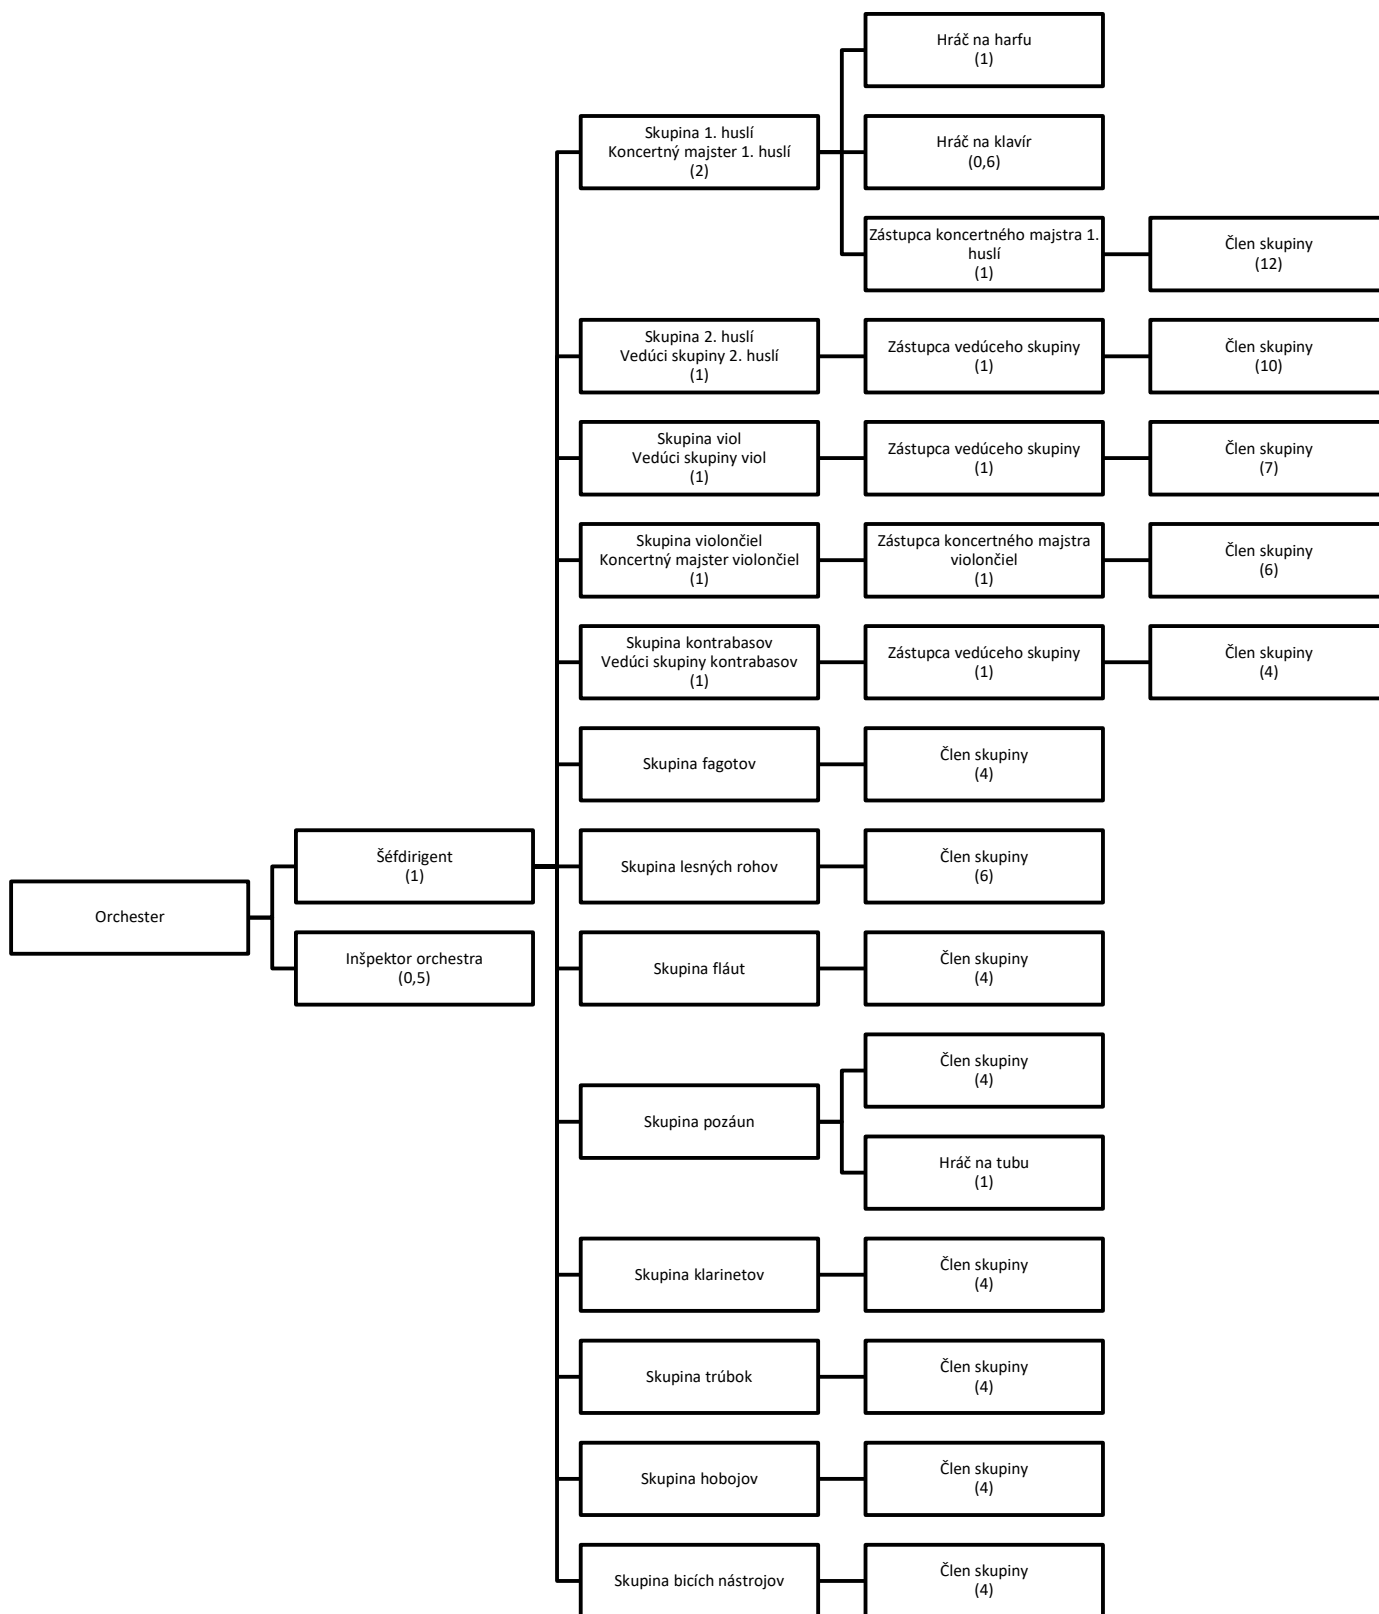 Hráč na harfu
(1)
Skupina 1. huslí
Koncertný majster 1. huslí
(2)
Hráč na klavír
(0,6)
Zástupca koncertného majstra 1.
huslí
(1)
Člen skupiny
(12)
Skupina 2. huslí
Vedúci skupiny 2. huslí
(1)
Zástupca vedúceho skupiny
(1)
Člen skupiny
(10)
Skupina viol
Vedúci skupiny viol
(1)
Zástupca vedúceho skupiny
(1)
Člen skupiny
(7)
Skupina violončiel
Koncertný majster violončiel
(1)
Zástupca koncertného majstra
violončiel
(1)
Člen skupiny
(6)
Skupina kontrabasov
Vedúci skupiny kontrabasov
(1)
Zástupca vedúceho skupiny
(1)
Člen skupiny
(4)
Skupina fagotov
Člen skupiny
(4)
Šéfdirigent
(1)
Skupina lesných rohov
Člen skupiny
(6)
Orchester
Inšpektor orchestra
(0,5)
Skupina fláut
Člen skupiny
(4)
Člen skupiny
(4)
Skupina pozáun
Hráč na tubu
(1)
Skupina klarinetov
Člen skupiny
(4)
Skupina trúbok
Člen skupiny
(4)
Skupina hobojov
Člen skupiny
(4)
Skupina bicích nástrojov
Člen skupiny
(4)